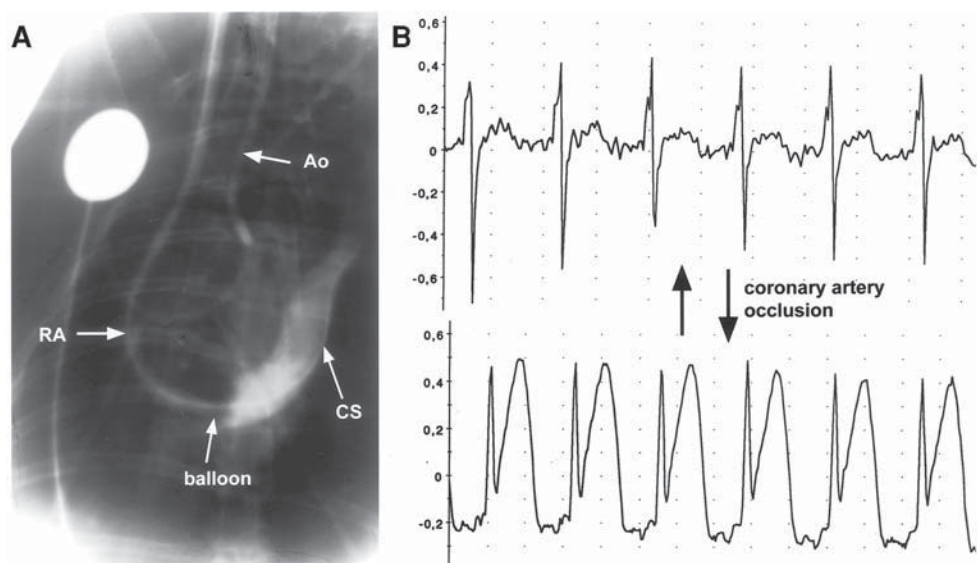 A
Ao
RA
CS
balloon
B
0,6
0,4
0,2
0
-0,2
-0,4
-0,6
coronary artery
occlusion
0,6
0,4
0,2
0
-0,2